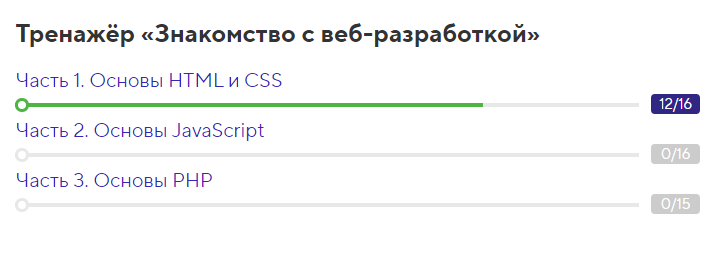 Тренажёр «Знакомство с веб-разработкой»
Часть 1. Основы HTML и CSS
12/16
Часть 2. Основы JavaScript
0/16
Часть 3. Основы PHP
0/15